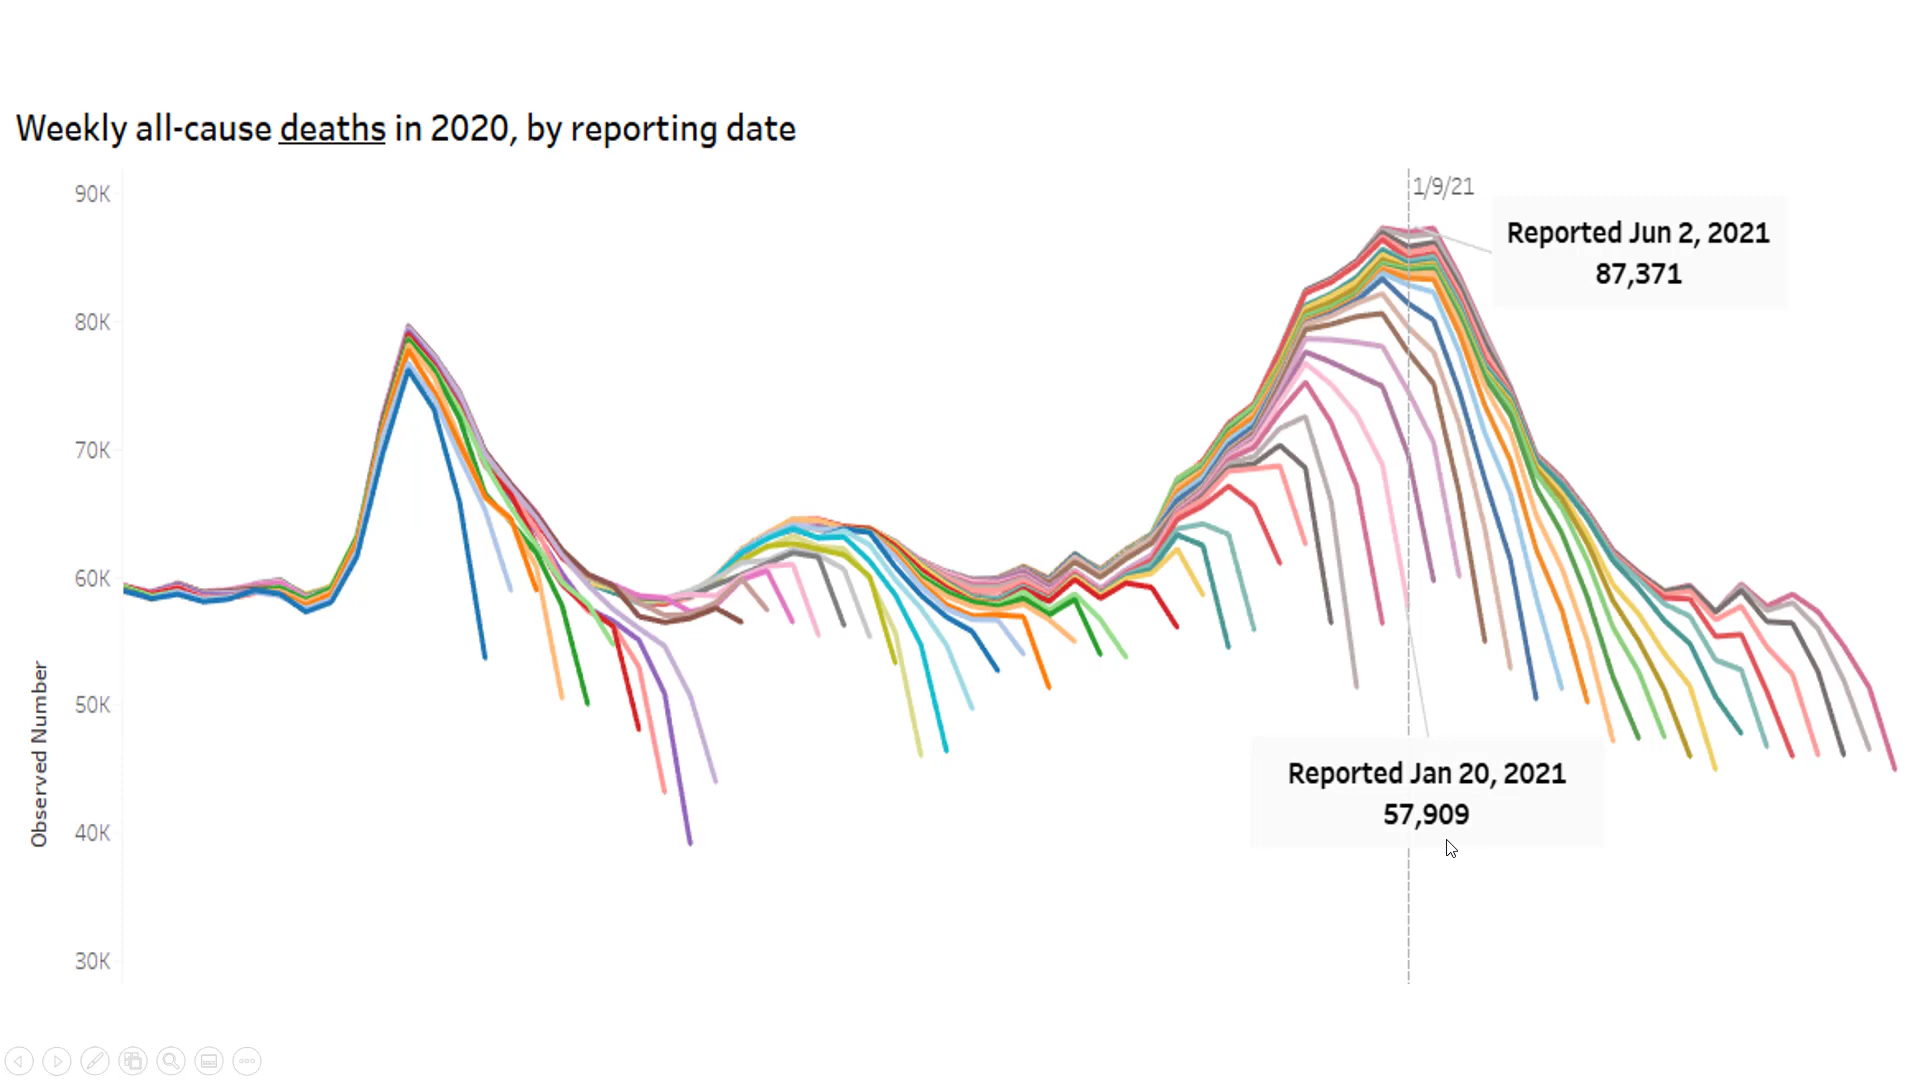 Weekly all-cause deaths in 2020, by reporting date
90K
80K
70K
60K
50K
40K
30K
Observed Number
1/9/21
Reported Jun 2, 2021
87,371
Reported Jan 20, 2021
57,909